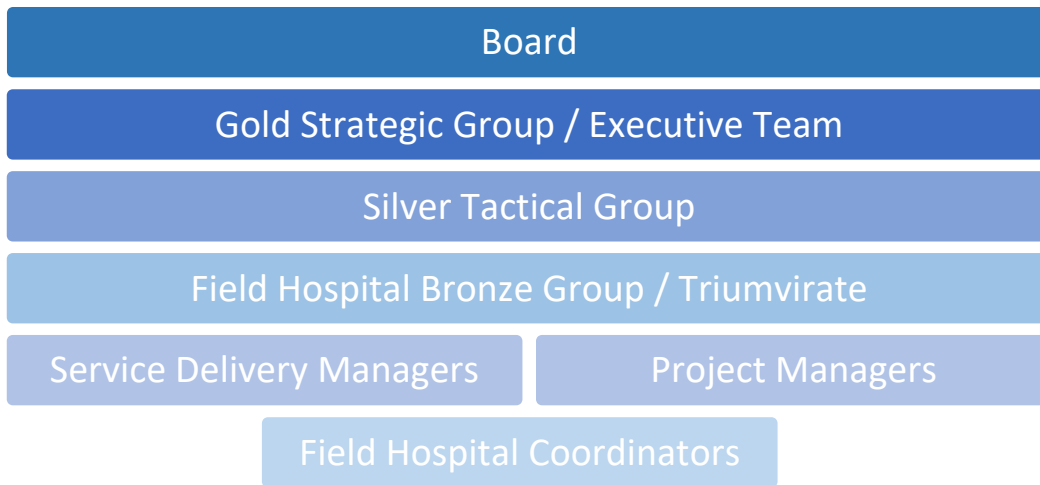 Board
Gold Strategic Group / Executive Team
Silver Tactical Group
Field Hospital Bronze Group / Triumvirate
Service Delivery Managers
Project Managers
Field Hospital Coordinators